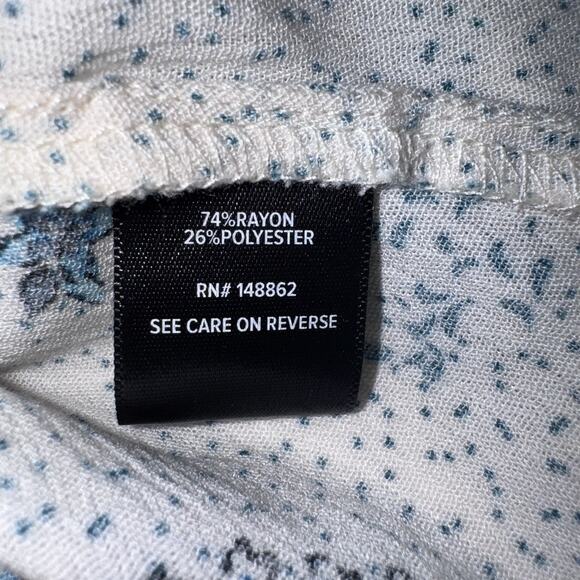 74%RAYON
26%POLYESTER
RN# 148862
SEE CARE ON REVERSE